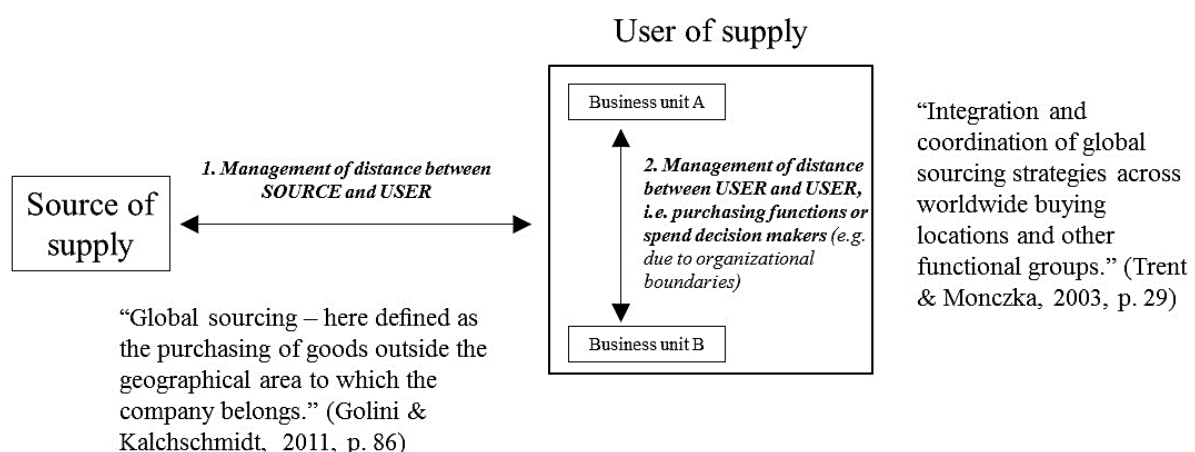 User of supply
Business unit A
1. Management of distance between
SOURCE and USER
Source of
supply
2. Management of distance
between USER and USER,
i.e. purchasing functions or
spend decision makers (e.g.
due to organizational
boundaries)
Business unit B
“Global sourcing – here defined as
the purchasing of goods outside the
geographical area to which the
company belongs.” (Golini &
Kalchschmidt, 2011, p. 86)
“Integration and
coordination of global
sourcing strategies across
worldwide buying
locations and other
functional groups.” (Trent
& Monczka, 2003, p. 29)